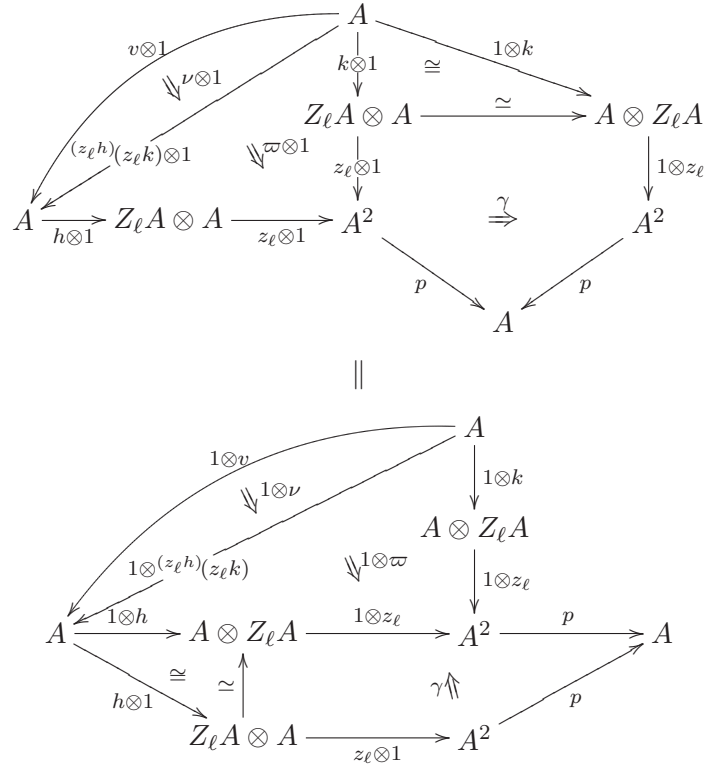 A
v⊗1
1⊗k
k⊗1
≅
⇘ ν⊗1
Z_ℓA ⊗ A
≃
A ⊗ Z_ℓA
^{(z_ℓh)}(z_ℓk)⊗1
⇘ ϖ⊗1
z_ℓ⊗1
1⊗z_ℓ
γ
A
h⊗1
Z_ℓA ⊗ A
z_ℓ⊗1
A^2
⇒
A^2
p
p
A
||
A
1⊗v
1⊗k
⇘ 1⊗ν
A ⊗ Z_ℓA
1⊗^{(z_ℓh)}(z_ℓk)
⇘ 1⊗ϖ
1⊗z_ℓ
1⊗h
1⊗z_ℓ
p
A
A ⊗ Z_ℓA
A^2
A
≅
≃
γ⇑
h⊗1
p
Z_ℓA ⊗ A
z_ℓ⊗1
A^2